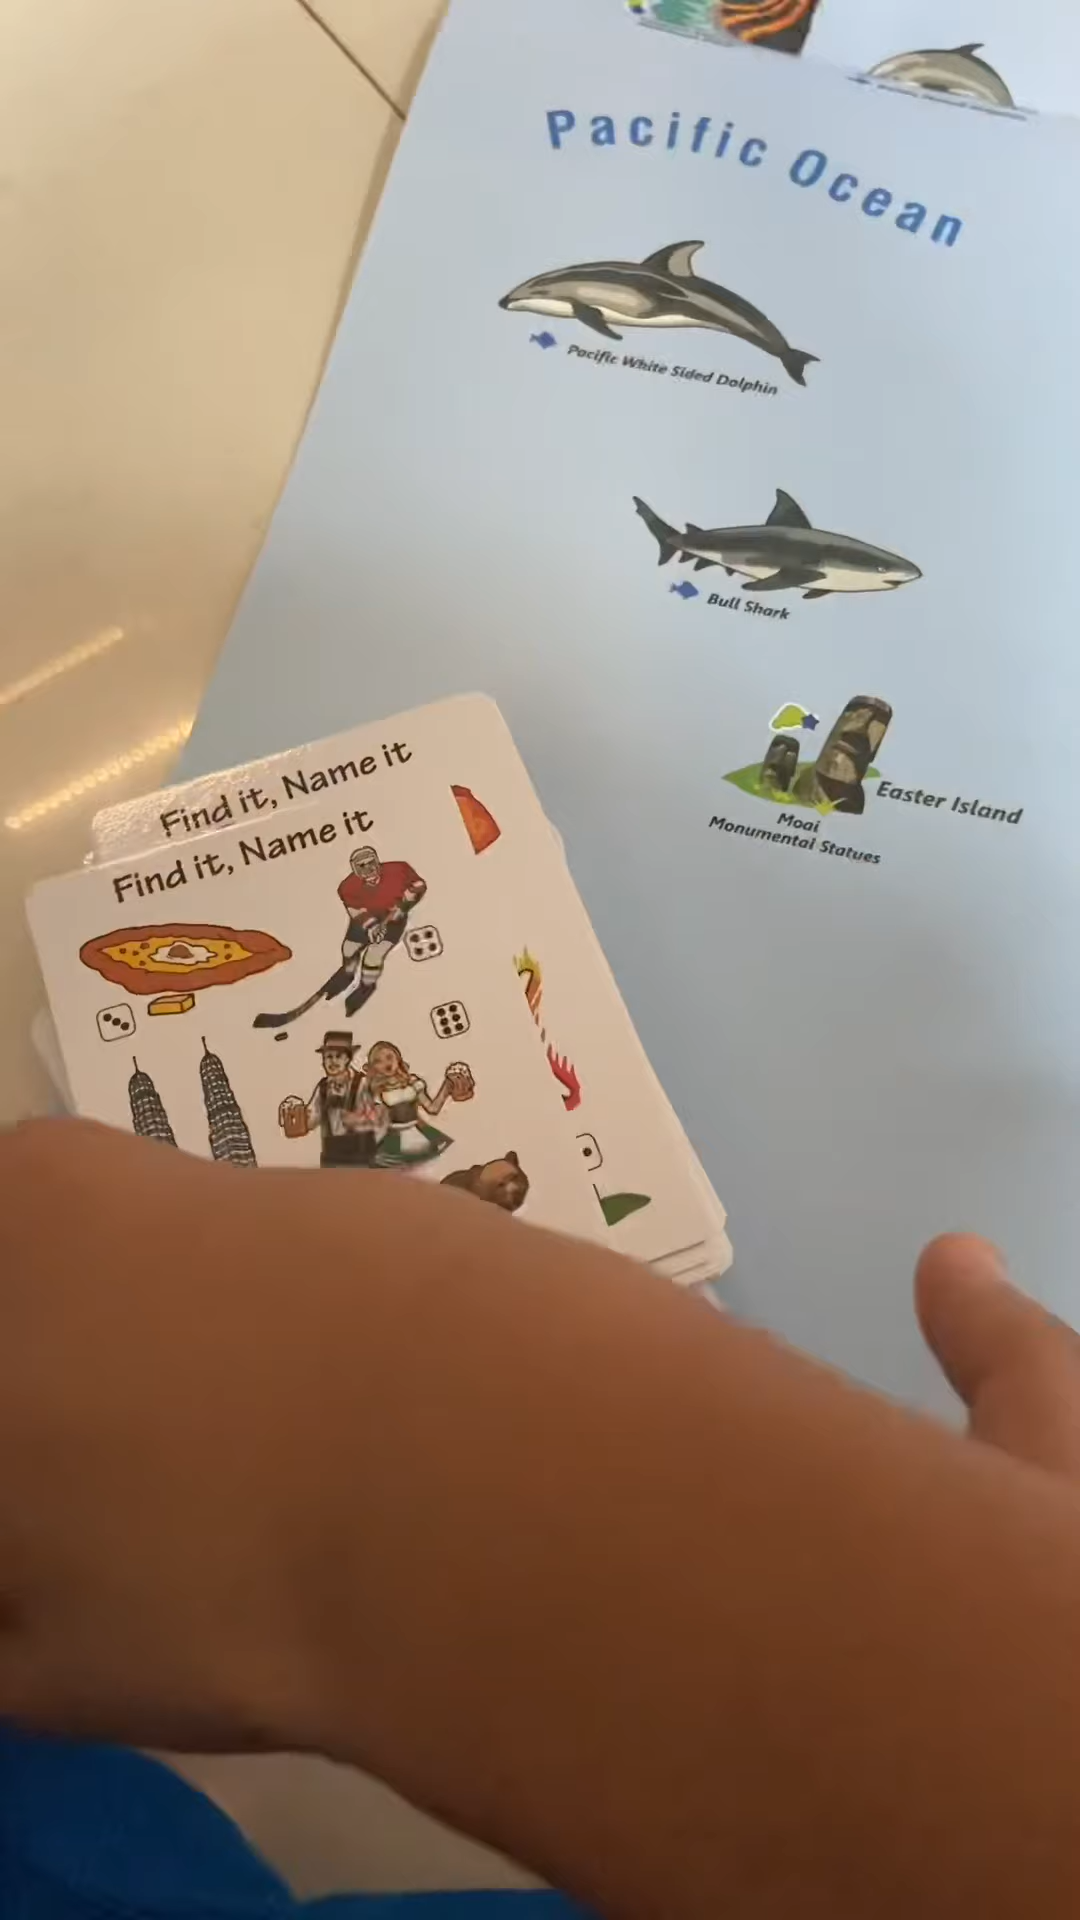 Pacific Ocean
Pacific White Sided Dolphin
Bull Shark
Easter Island
Moai
Monumental Statues
Find it, Name it
Find it, Name it